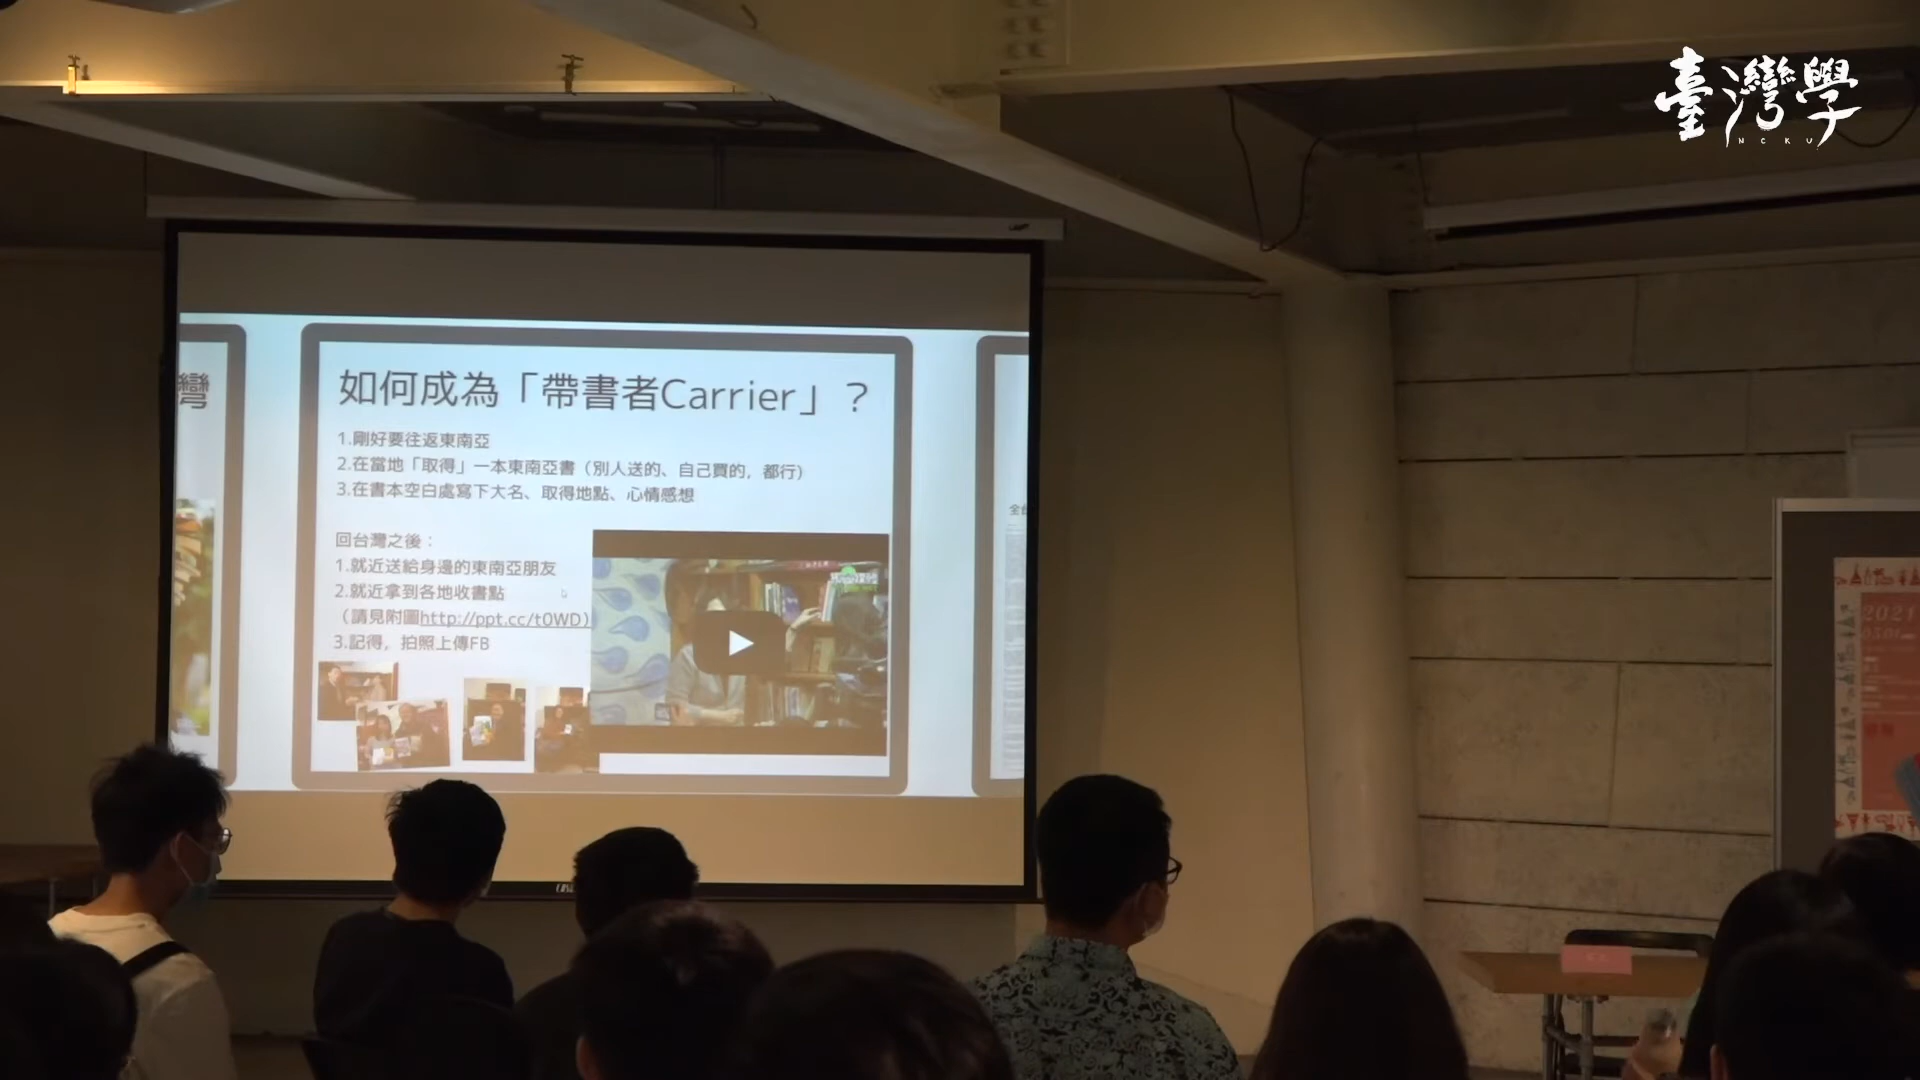 臺灣學
NCKU
灣
如何成為「帶書者Carrier」？
1.剛好要往返東南亞
2.在當地「取得」一本東南亞書（別人送的、自己買的，都行）
3.在書本空白處寫下大名、取得地點、心情感想
回台灣之後：
1.就近送給身邊的東南亞朋友
2.就近拿到各地收書點
（請見附圖http://ppt.cc/t0WD）
3.記得，拍照上傳FB
全台
2021